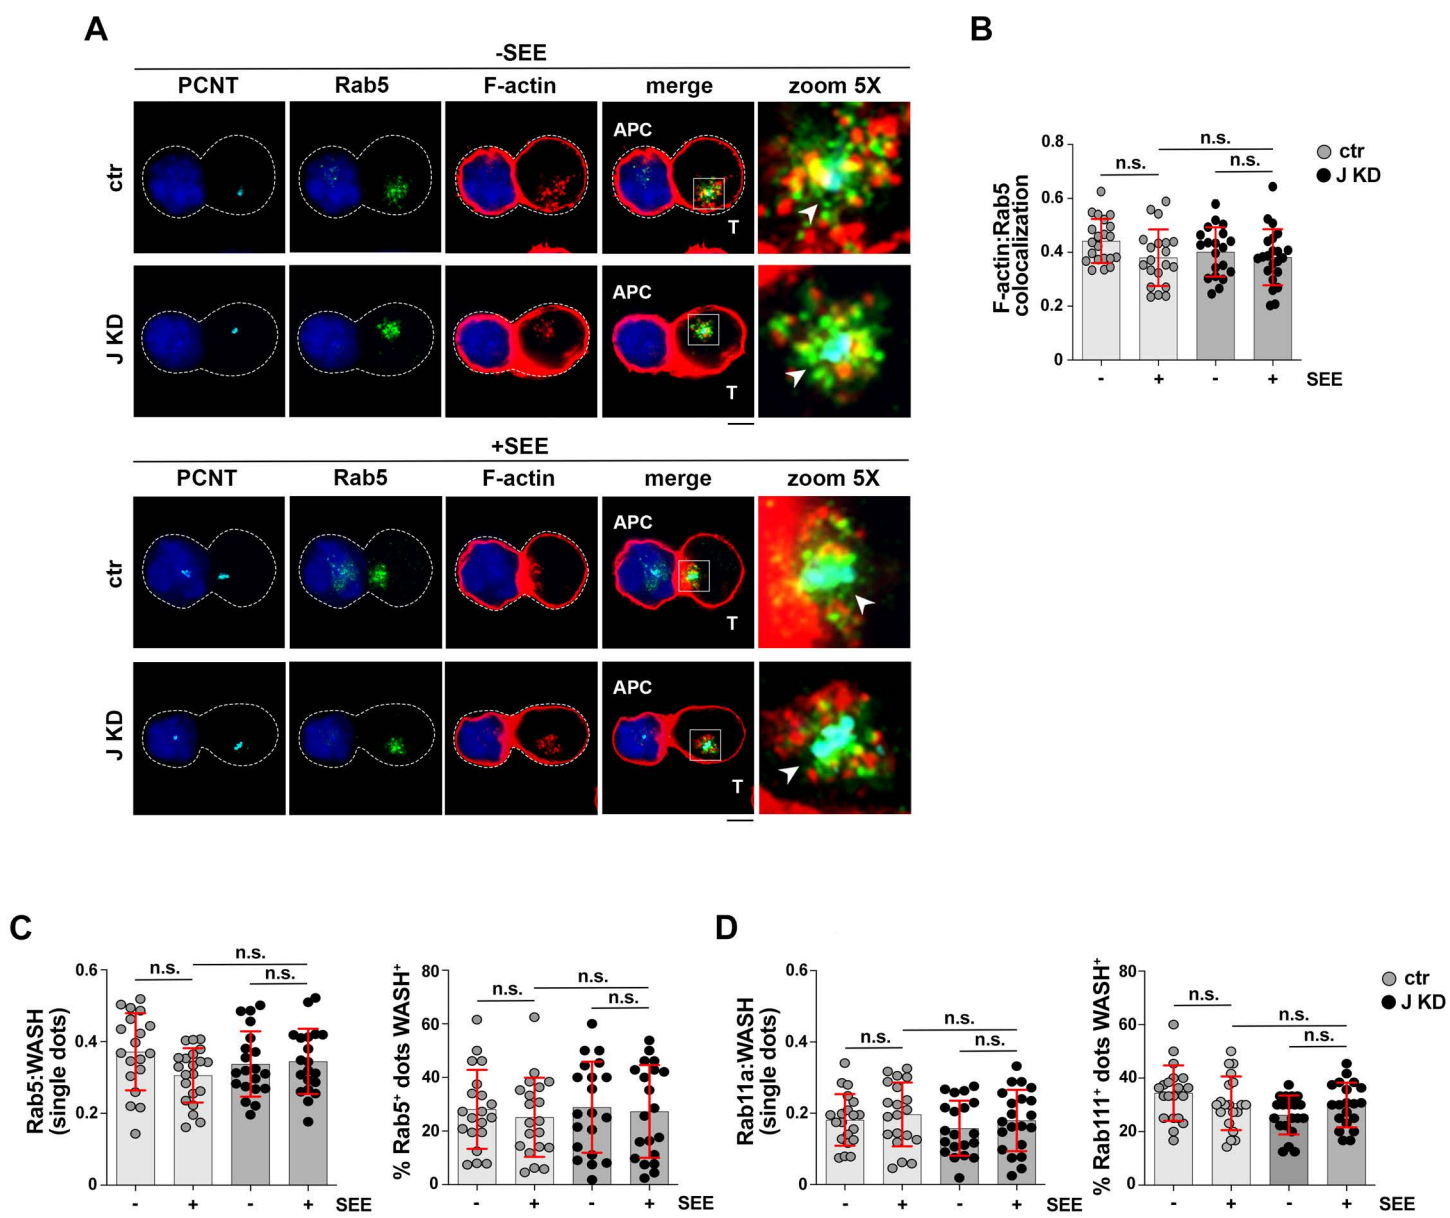 A
-SEE
PCNT Rab5 F-actin merge zoom 5X
ctr
APC
T
J KD
APC
T
+SEE
PCNT Rab5 F-actin merge zoom 5X
ctr
APC
T
J KD
APC
T
B
F-actin:Rab5
colocalization
0.8
0.6
0.4
0.2
0
n.s.
n.s.
n.s.
ctr
J KD
- + - + SEE
C
Rab5:WASH
(single dots)
0.6
0.4
0.2
0
n.s.
n.s.
n.s.
- + - + SEE
% Rab5+ dots WASH+
80
60
40
20
0
n.s.
n.s.
n.s.
- + - + SEE
D
Rab11a:WASH
(single dots)
0.6
0.4
0.2
0
n.s.
n.s.
n.s.
- + - + SEE
% Rab111+ dots WASH+
80
60
40
20
0
n.s.
n.s.
n.s.
ctr
J KD
- + - + SEE